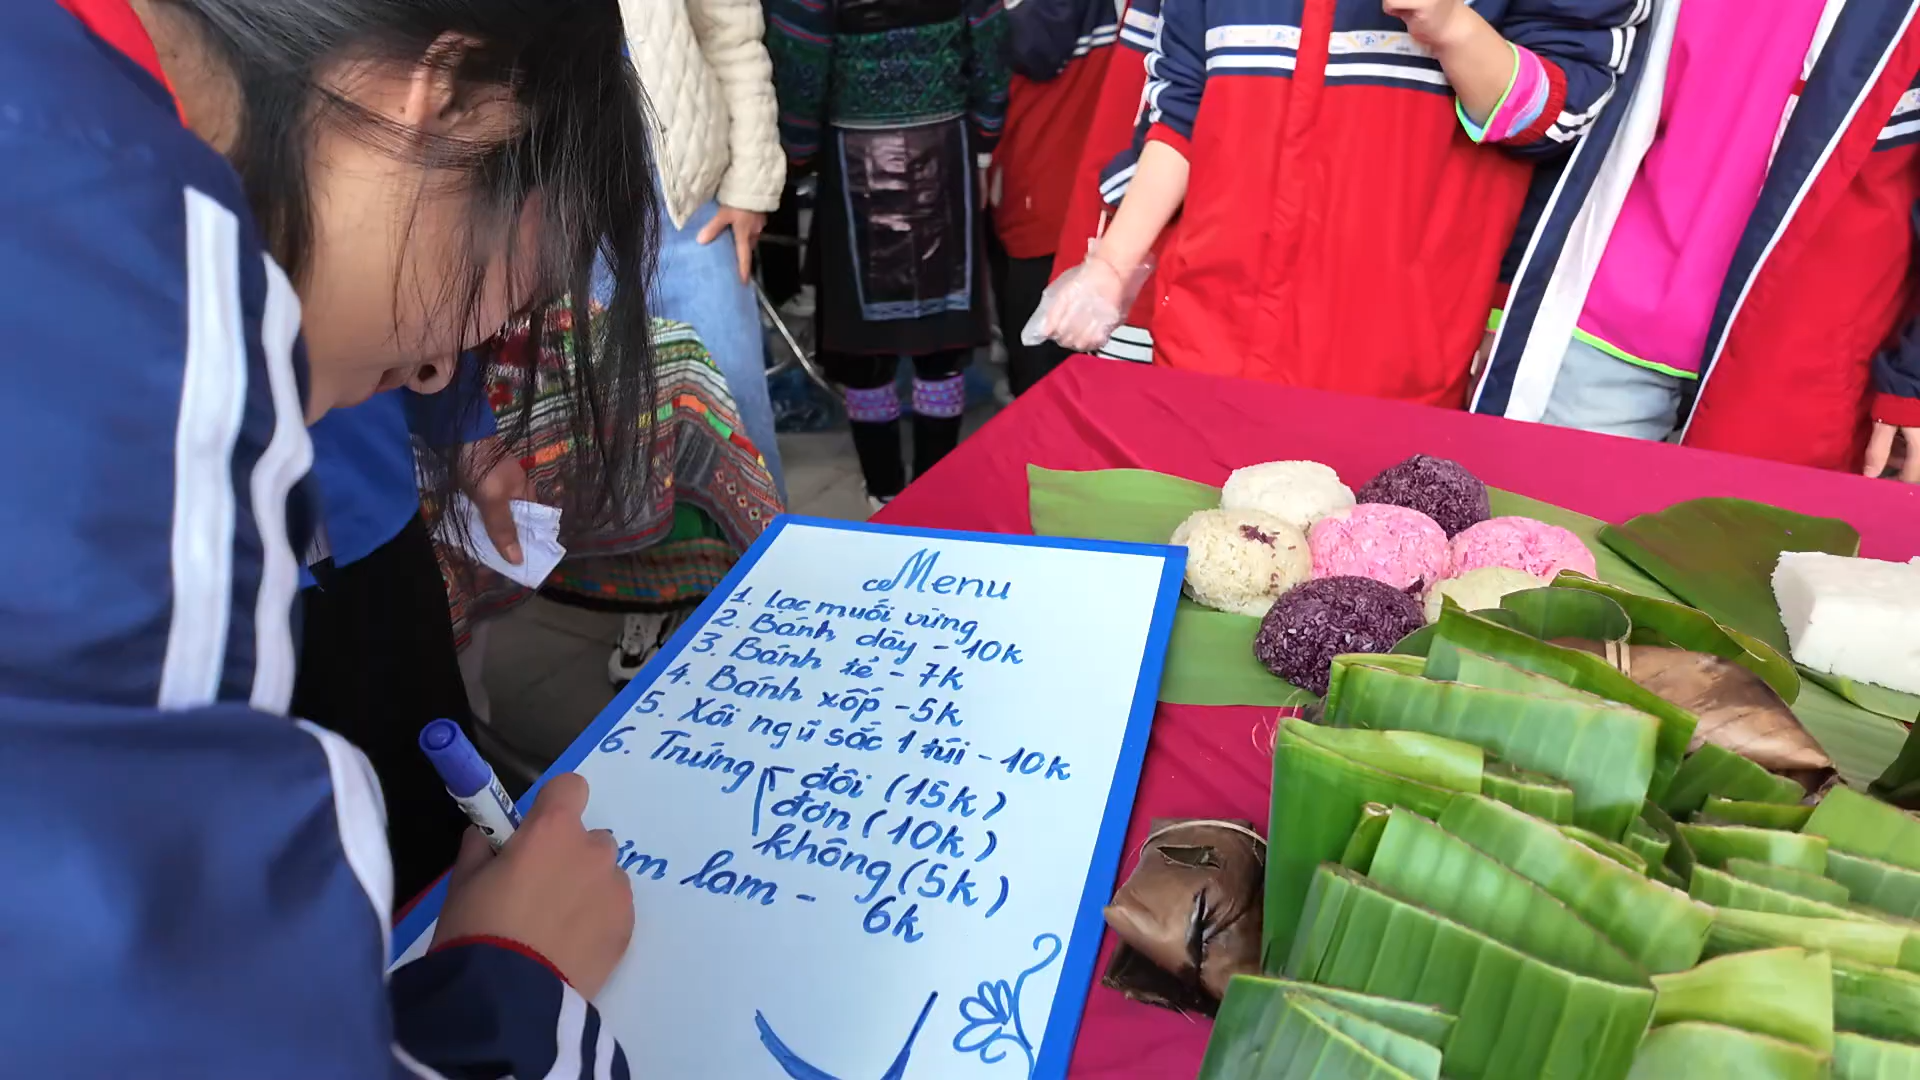 Menu
1. Lạc muối vừng
2. Bánh dày - 10k
3. Bánh tẻ - 7k
4. Bánh xốp - 5k
5. Xôi ngũ sắc 1 túi - 10k
6. Trứng đôi (15k)
đơn (10k)
không (5k)
lam - 6k